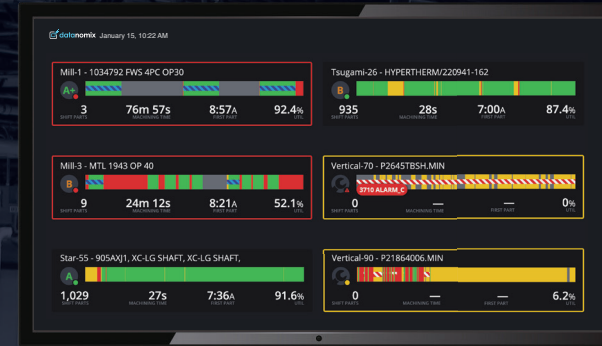 datanomix January 15, 10:22 AM
Mill-1 - 1034792 FWS 4PC OP30
A+
3 76m 57s 8:57A 92.4%
SHIFT PARTS MACHINING TIME FIRST PART UTIL
Tsugami-26 - HYPERTHERM/220941-162
B
935 28s 7:00A 87.4%
SHIFT PARTS MACHINING TIME FIRST PART UTIL
Mill-3 - MTL 1943 OP 40
B
9 24m 12s 8:21A 52.1%
SHIFT PARTS MACHINING TIME FIRST PART UTIL
Vertical-70 - P2645TBSH.MIN
3710 ALARM_C
0 — — 0%
SHIFT PARTS MACHINING TIME FIRST PART UTIL
Star-55 - 905AXJ1, XC-LG SHAFT, XC-LG SHAFT,
A
1,029 27s 7:36A 91.6%
SHIFT PARTS MACHINING TIME FIRST PART UTIL
Vertical-90 - P21864006.MIN
0 — — 6.2%
SHIFT PARTS MACHINING TIME FIRST PART UTIL